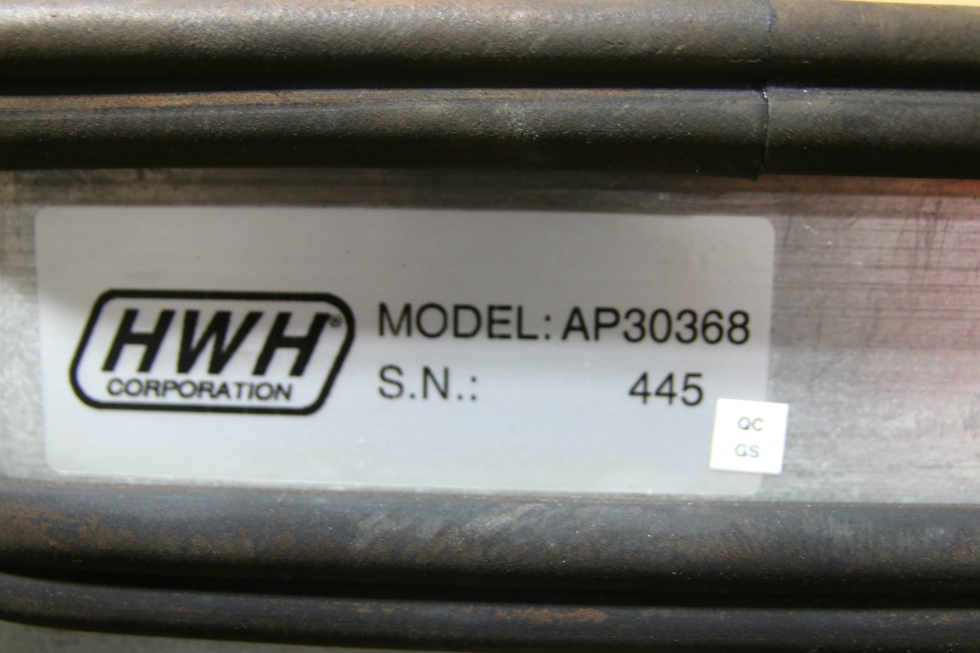 HWH®
CORPORATION
MODEL: AP30368
S.N.: 445
QC
GS